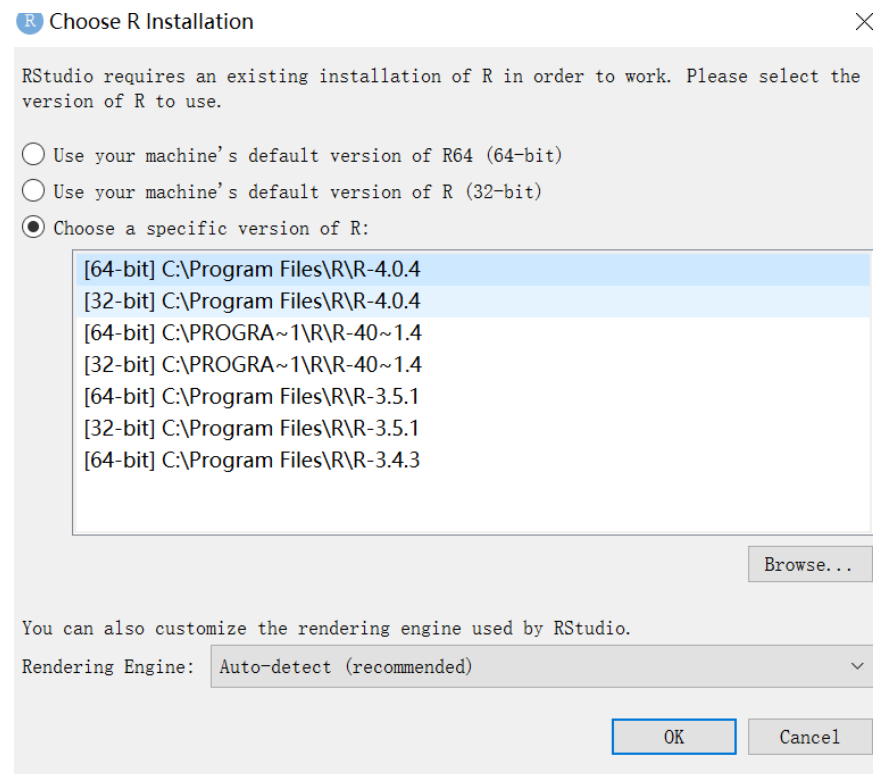 R Choose R Installation
RStudio requires an existing installation of R in order to work. Please select the
version of R to use.
Use your machine's default version of R64 (64-bit)
Use your machine's default version of R (32-bit)
Choose a specific version of R:
[64-bit] C:\Program Files\R\R-4.0.4
[32-bit] C:\Program Files\R\R-4.0.4
[64-bit] C:\PROGRA~1\R\R-40~1.4
[32-bit] C:\PROGRA~1\R\R-40~1.4
[64-bit] C:\Program Files\R\R-3.5.1
[32-bit] C:\Program Files\R\R-3.5.1
[64-bit] C:\Program Files\R\R-3.4.3
Browse...
You can also customize the rendering engine used by RStudio.
Rendering Engine: Auto-detect (recommended)
OK Cancel